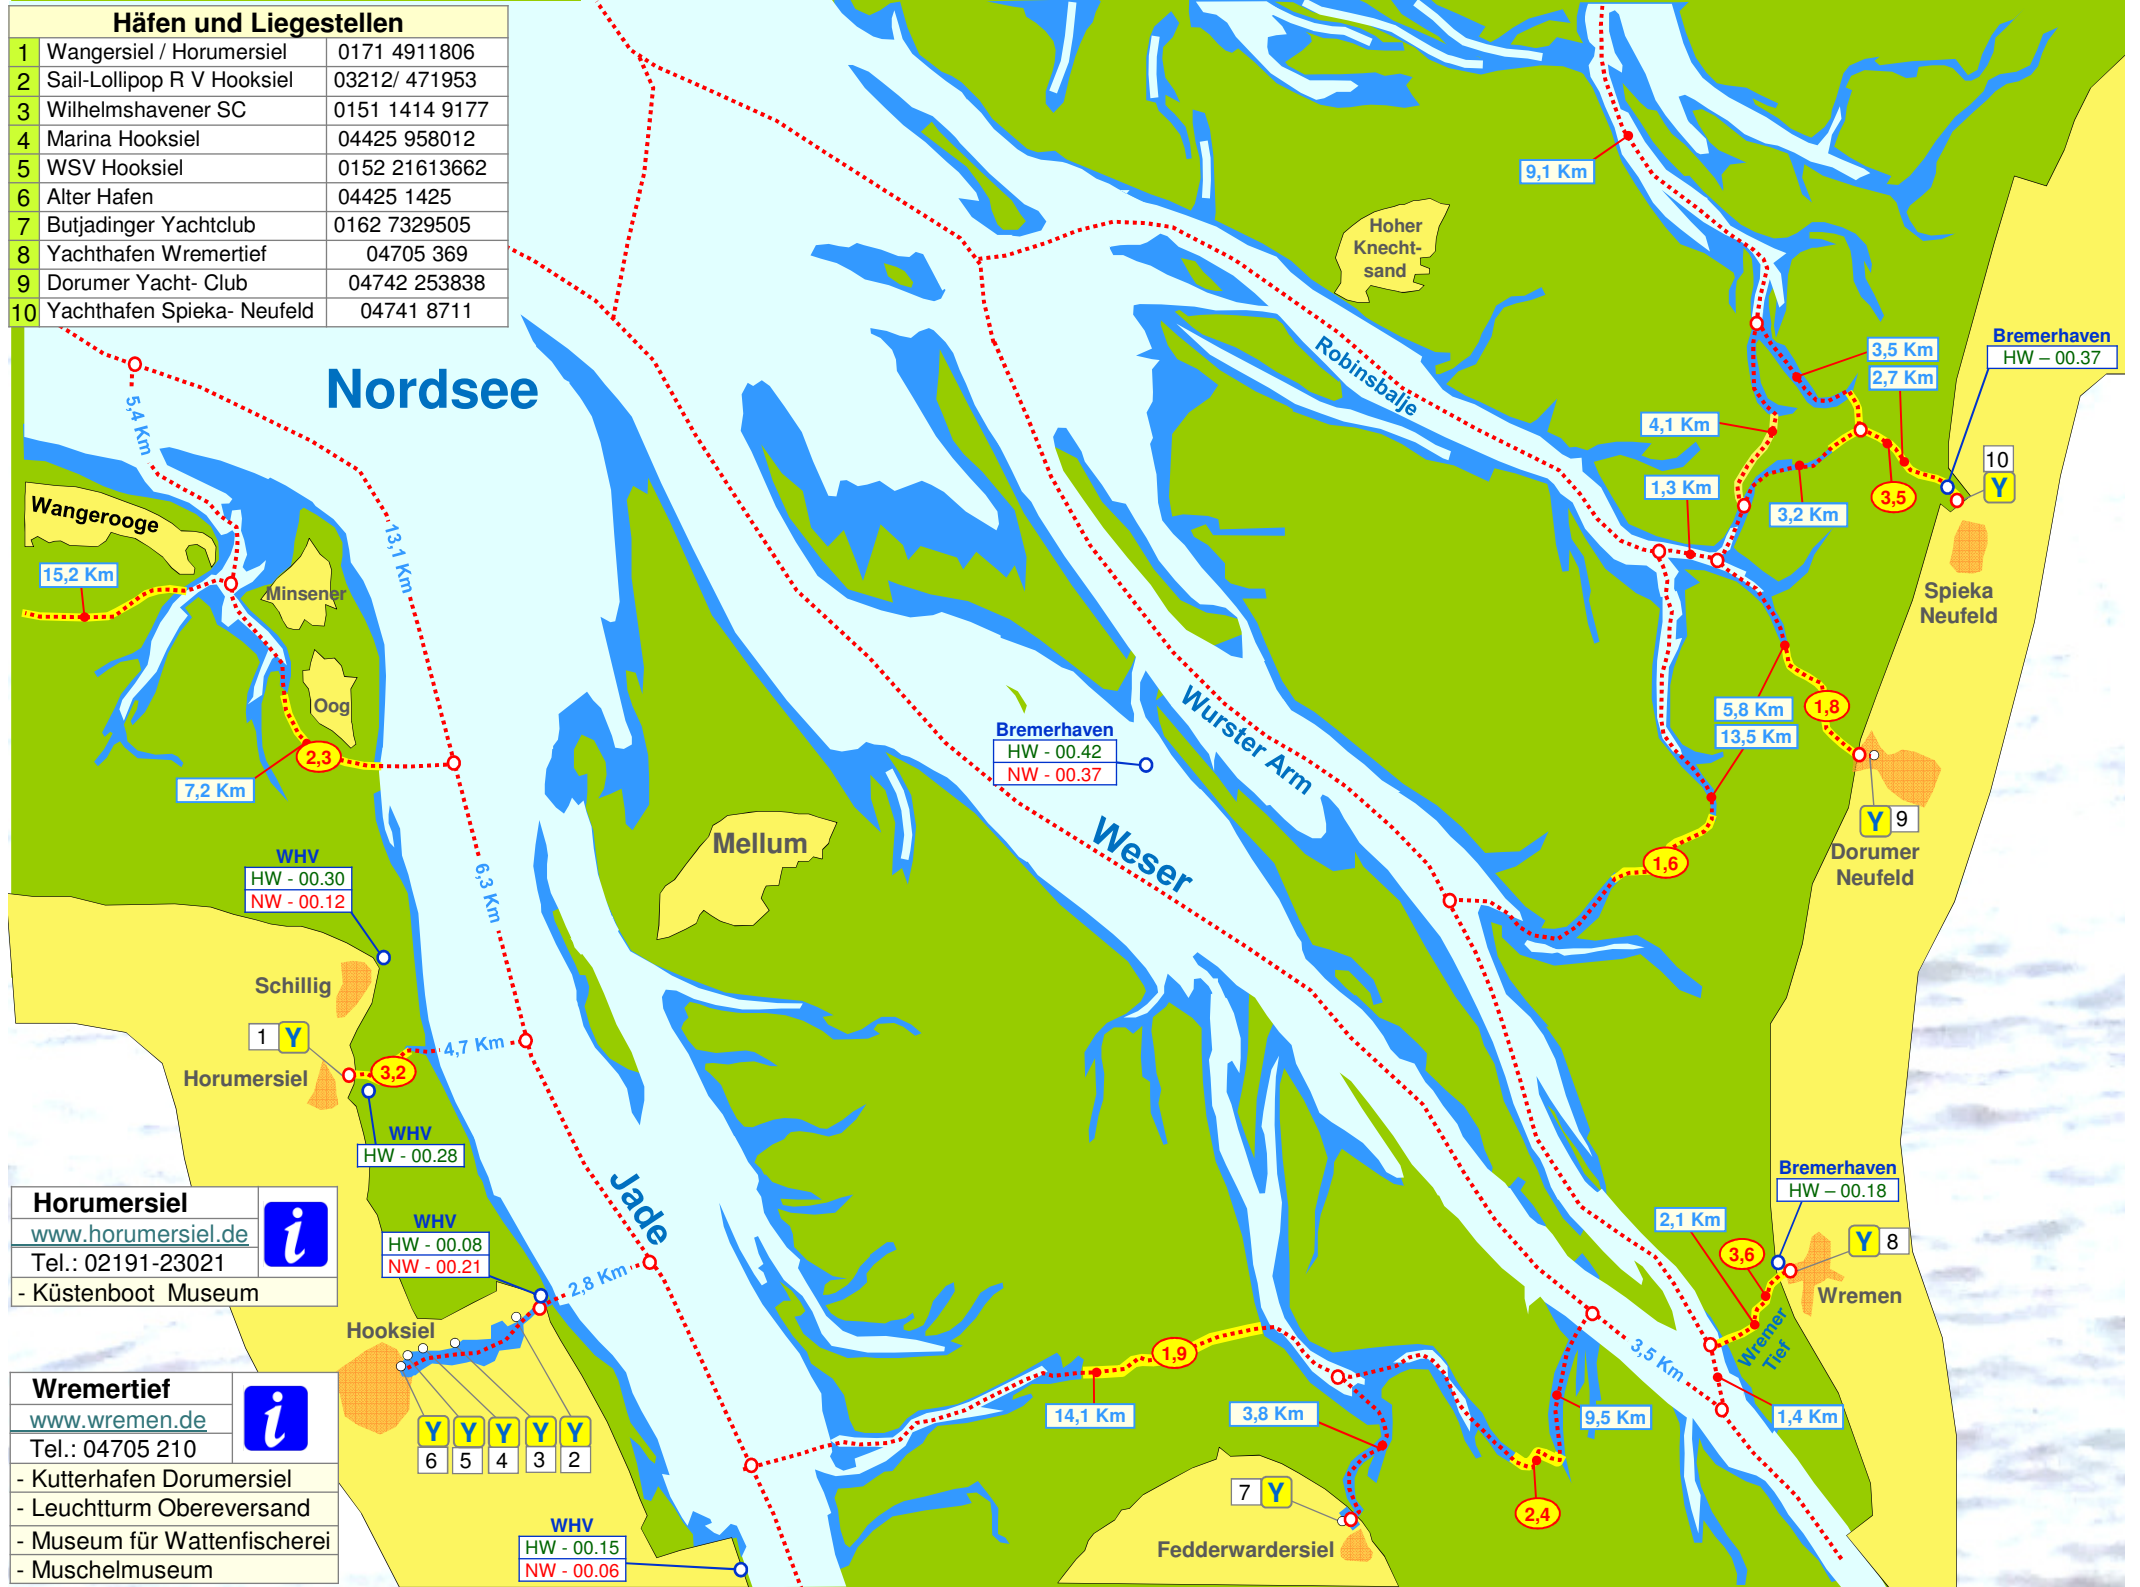 Häfen und Liegestellen
1 Wangersiel / Horumersiel 0171 4911806
2 Sail-Lollipop R V Hooksiel 03212/ 471953
3 Wilhelmshavener SC 0151 1414 9177
4 Marina Hooksiel 04425 958012
5 WSV Hooksiel 0152 21613662
6 Alter Hafen 04425 1425
7 Butjadinger Yachtclub 0162 7329505
8 Yachthafen Wremertief 04705 369
9 Dorumer Yacht- Club 04742 253838
10 Yachthafen Spieka- Neufeld 04741 8711
9,1 Km
Hoher
Knecht-
sand
Nordsee
Robinsbalje
5,4 Km
3,5 Km
2,7 Km
Bremerhaven
HW – 00.37
4,1 Km
10
Y
1,3 Km
3,5
3,2 Km
Wangerooge
13,1 Km
15,2 Km
Minsener
Oog
Spieka
Neufeld
2,3
7,2 Km
Wurster Arm
5,8 Km
13,5 Km
1,8
Bremerhaven
HW - 00.42
NW - 00.37
Y 9
Dorumer
Neufeld
Mellum
Weser
1,6
WHV
HW - 00.30
NW - 00.12
6,3 Km
Schillig
1 Y
4,7 Km
3,2
Horumersiel
WHV
HW - 00.28
Jade
Horumersiel
www.horumersiel.de
Tel.: 02191-23021
- Küstenboot Museum
i
WHV
HW - 00.08
NW - 00.21
2,8 Km
Hooksiel
Bremerhaven
HW – 00.18
2,1 Km
3,6
Y 8
Wremen
Wremer
Tief
3,5 Km
1,9
14,1 Km
3,8 Km
9,5 Km
1,4 Km
Wremertief
www.wremen.de
Tel.: 04705 210
- Kutterhafen Dorumersiel
- Leuchtturm Obereversand
- Museum für Wattenfischerei
- Muschelmuseum
i
Y Y Y Y Y
6 5 4 3 2
7 Y
2,4
WHV
HW - 00.15
NW - 00.06
Fedderwardersiel